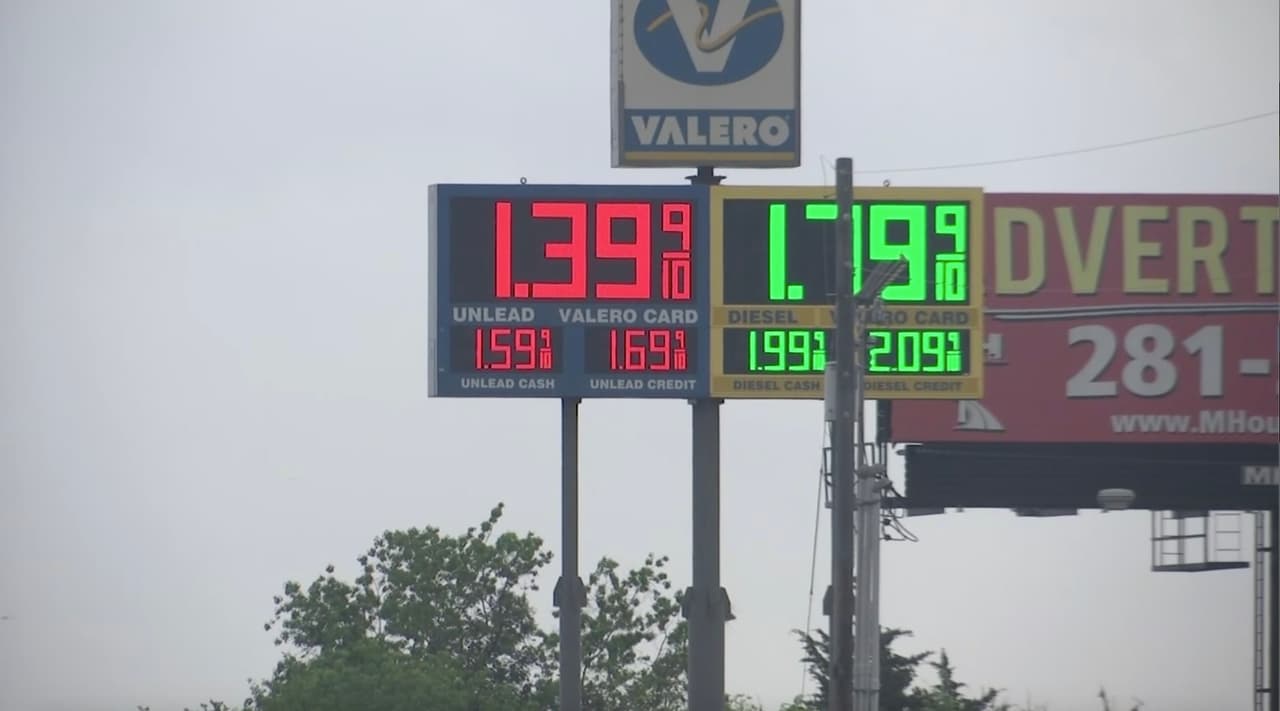 VALERO
1.39 9/10
UNLEAD VALERO CARD
1.59 9/10 1.69 9/10
UNLEAD CASH UNLEAD CREDIT
1.79 9/10
DIESEL VALERO CARD
1.99 9/10 2.09 9/10
DIESEL CASH DIESEL CREDIT
DVERT
281-
www.MHou